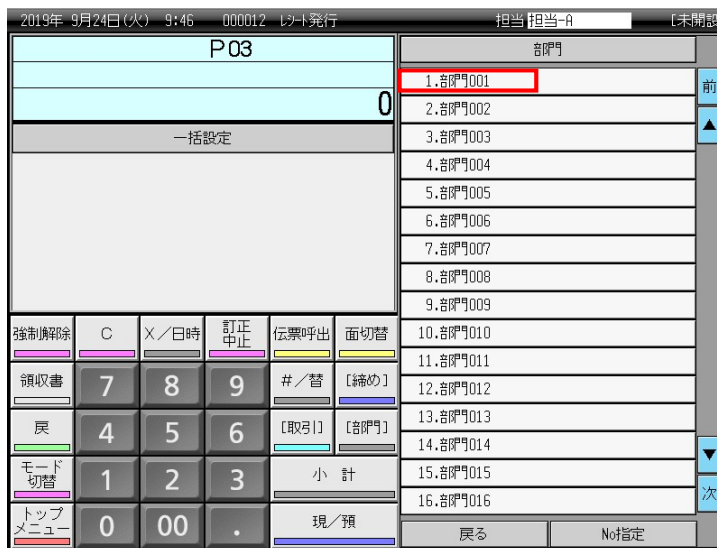 2019年 9月24日(火) 9:46 000012 レシート発行 担当 担当-A [未開設
P03
0
一括設定
部門
1.部門001
2.部門002
3.部門003
4.部門004
5.部門005
6.部門006
7.部門007
8.部門008
9.部門009
10.部門010
11.部門011
12.部門012
13.部門013
14.部門014
15.部門015
16.部門016
前
▲
▼
次
戻る No指定
強制解除 C X/日時 訂正
中止 伝票呼出 面切替
領収書 7 8 9 #/替 [締め]
戻 4 5 6 [取引] [部門]
モード
切替 1 2 3 小 計
トップ
メニュー 0 00 . 現/預